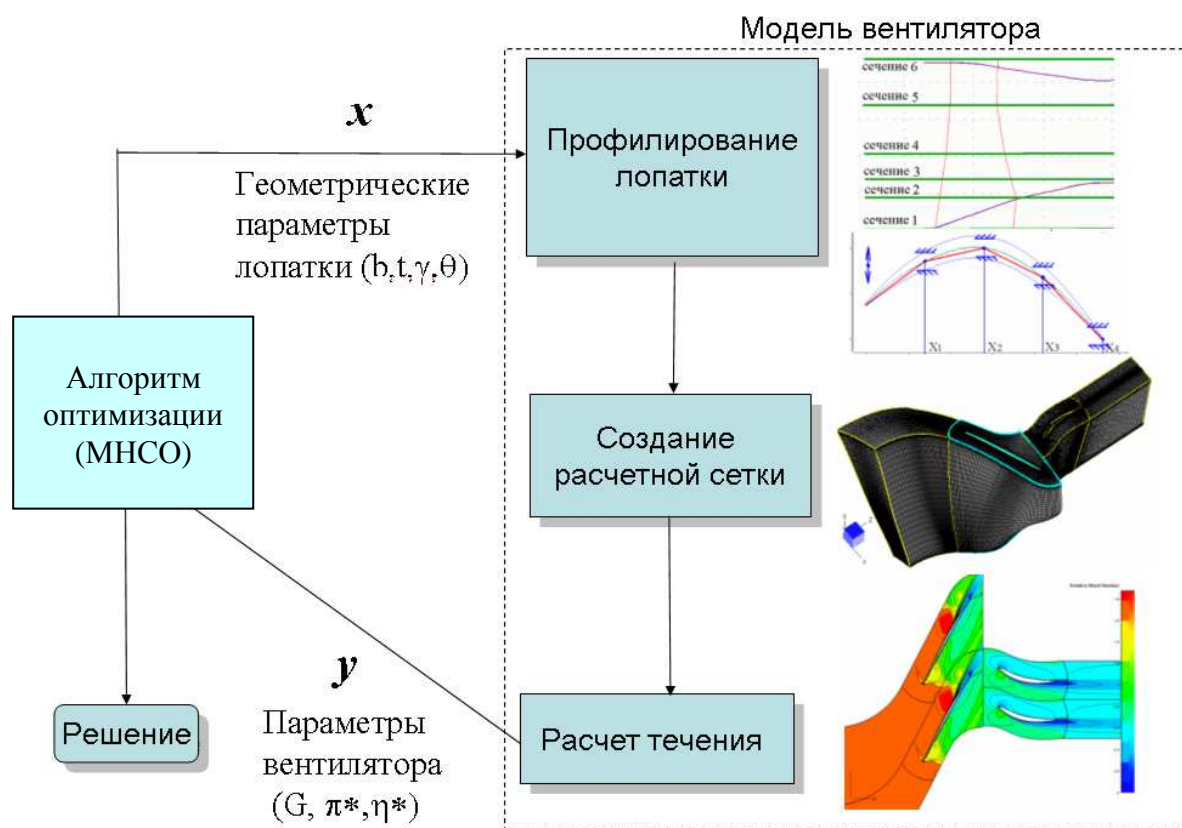 Модель вентилятора
x
Геометрические
параметры
лопатки (b,t,γ,θ)
Профилирование
лопатки
сечение 6
сечение 5
сечение 4
сечение 3
сечение 2
сечение 1
X1
X2
X3
X4
Алгоритм
оптимизации
(МНСО)
Создание
расчетной сетки
y
Параметры
вентилятора
(G, π*,η*)
Решение
Расчет течения